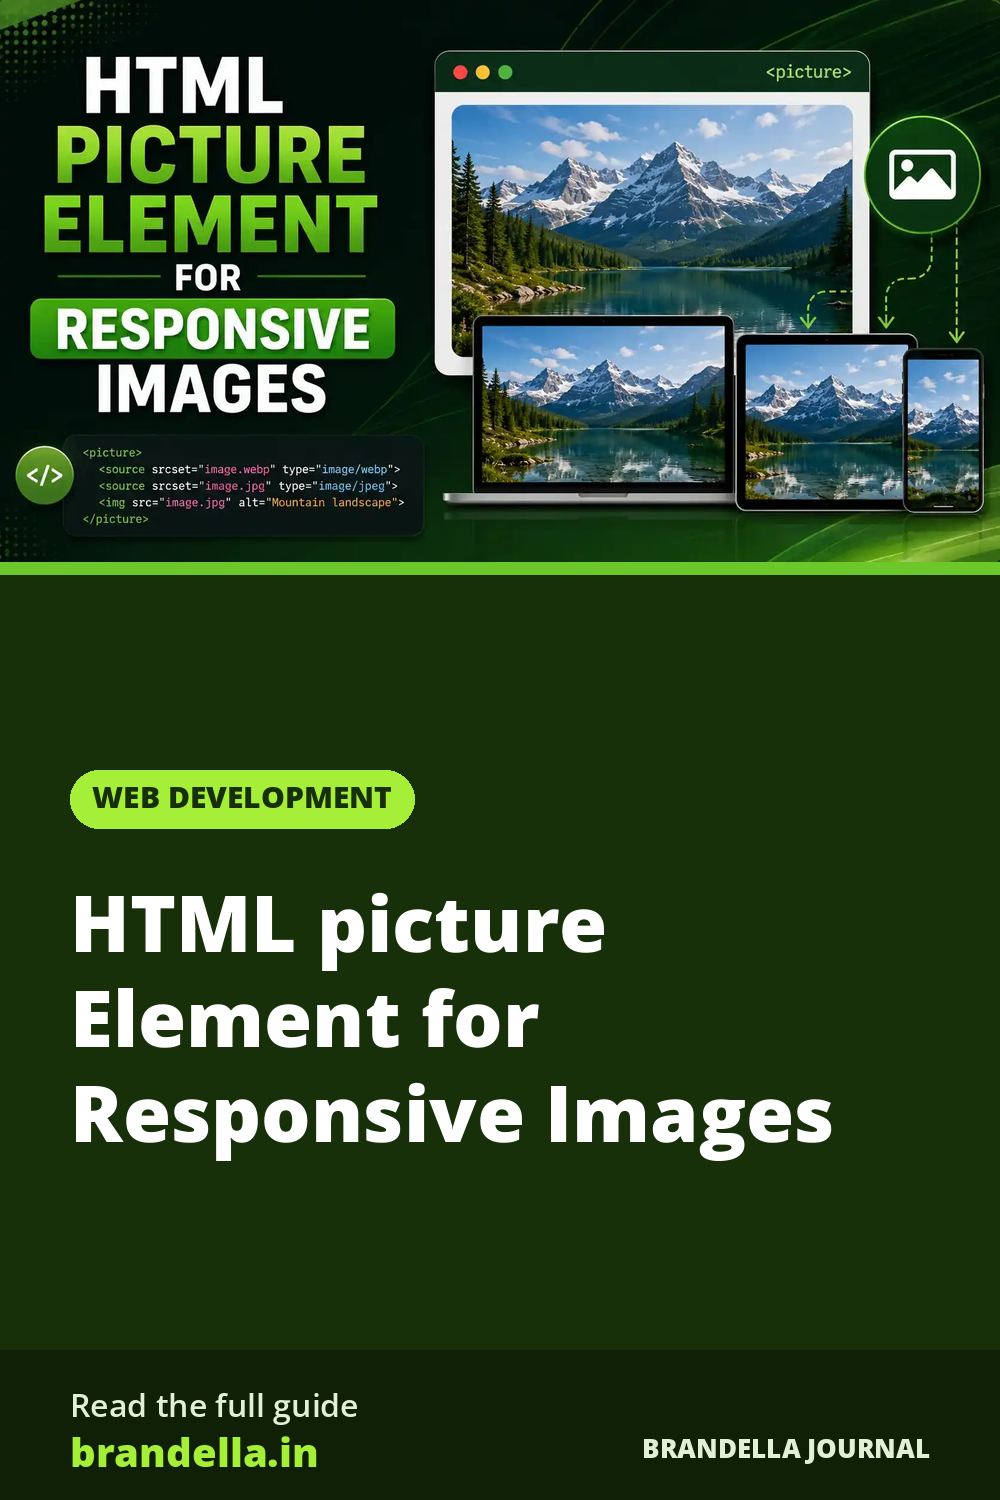 HTML
PICTURE
ELEMENT
FOR
RESPONSIVE
IMAGES
</>
<picture>
<source srcset="image.webp" type="image/webp">
<source srcset="image.jpg" type="image/jpeg">
<img src="image.jpg" alt="Mountain landscape">
</picture>
<picture>
WEB DEVELOPMENT
HTML picture
Element for
Responsive Images
Read the full guide
brandella.in
BRANDELLA JOURNAL